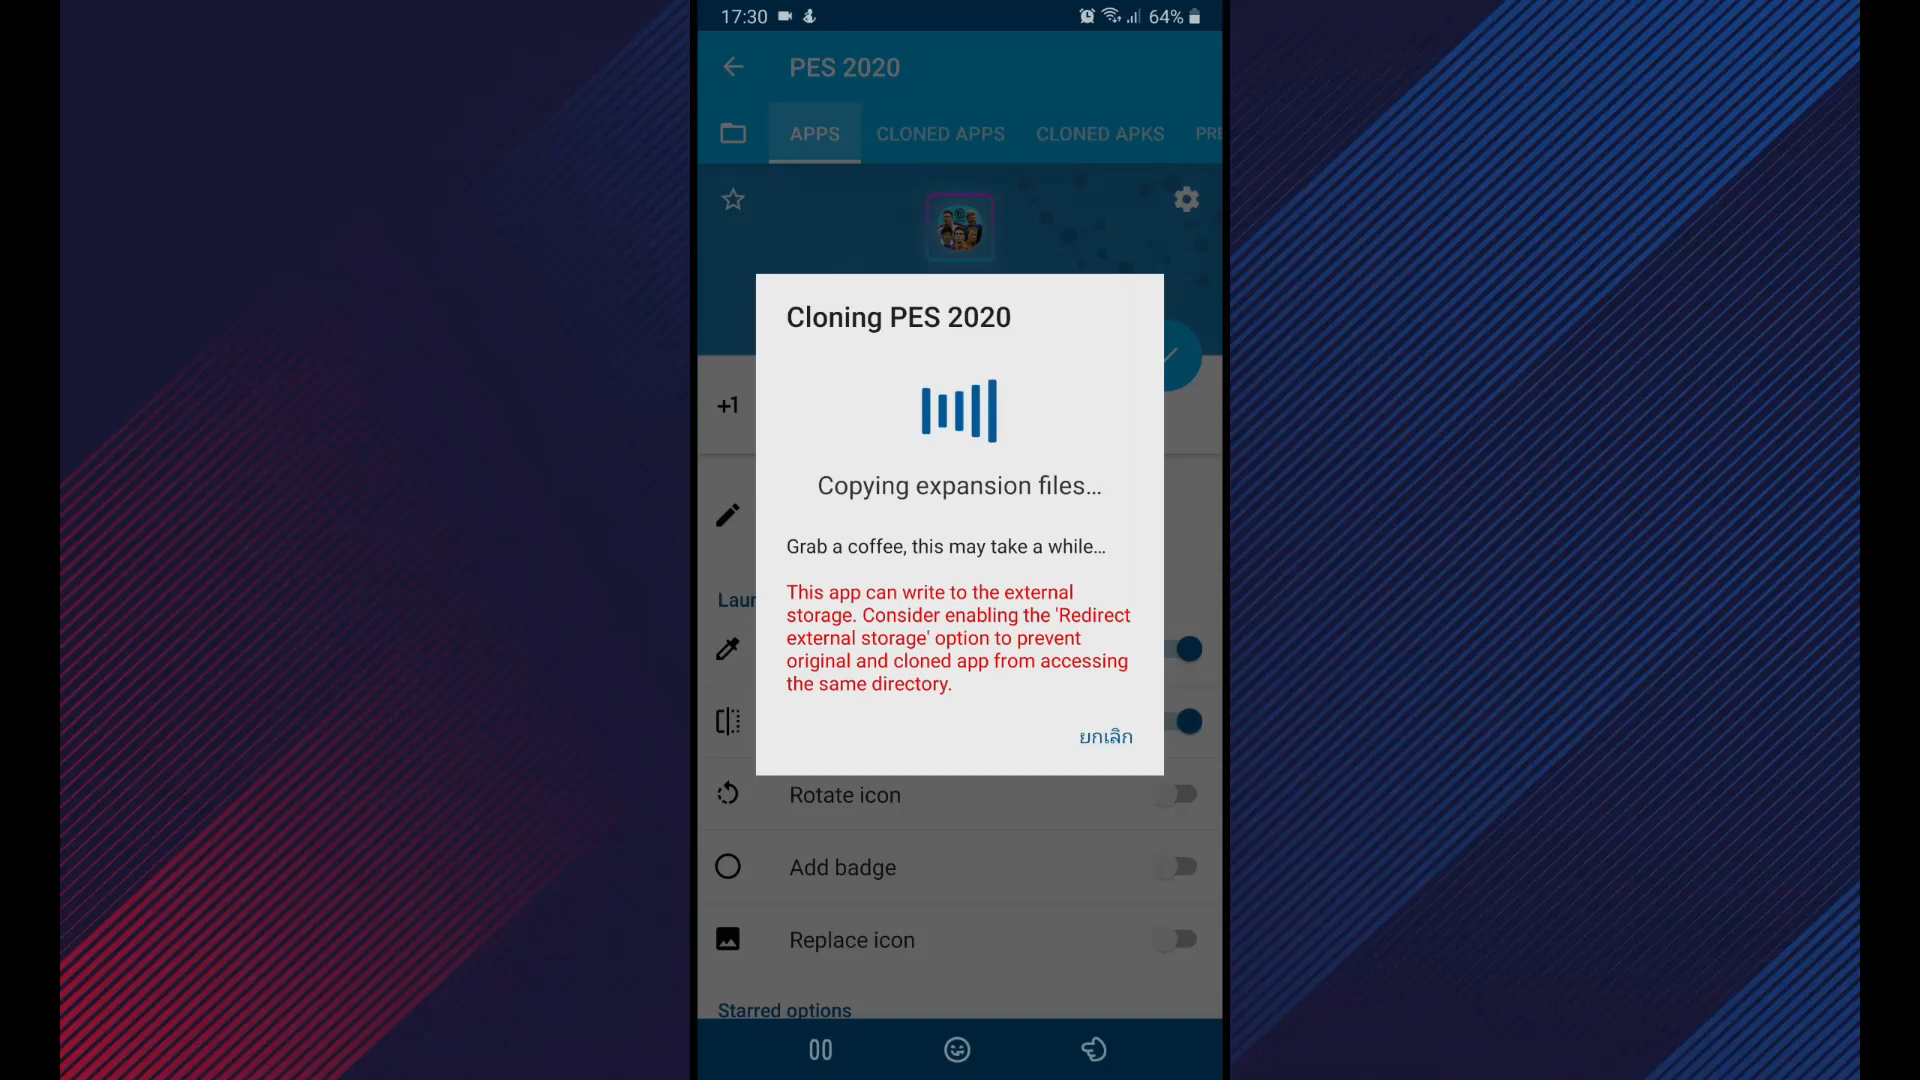 17:30
64%
PES 2020
APPS CLONED APPS CLONED APKS PRE
Cloning PES 2020
+1
Copying expansion files...
Grab a coffee, this may take a while...
This app can write to the external
storage. Consider enabling the 'Redirect
external storage' option to prevent
original and cloned app from accessing
the same directory.
Laun
ยกเลิก
Rotate icon
Add badge
Replace icon
Starred options